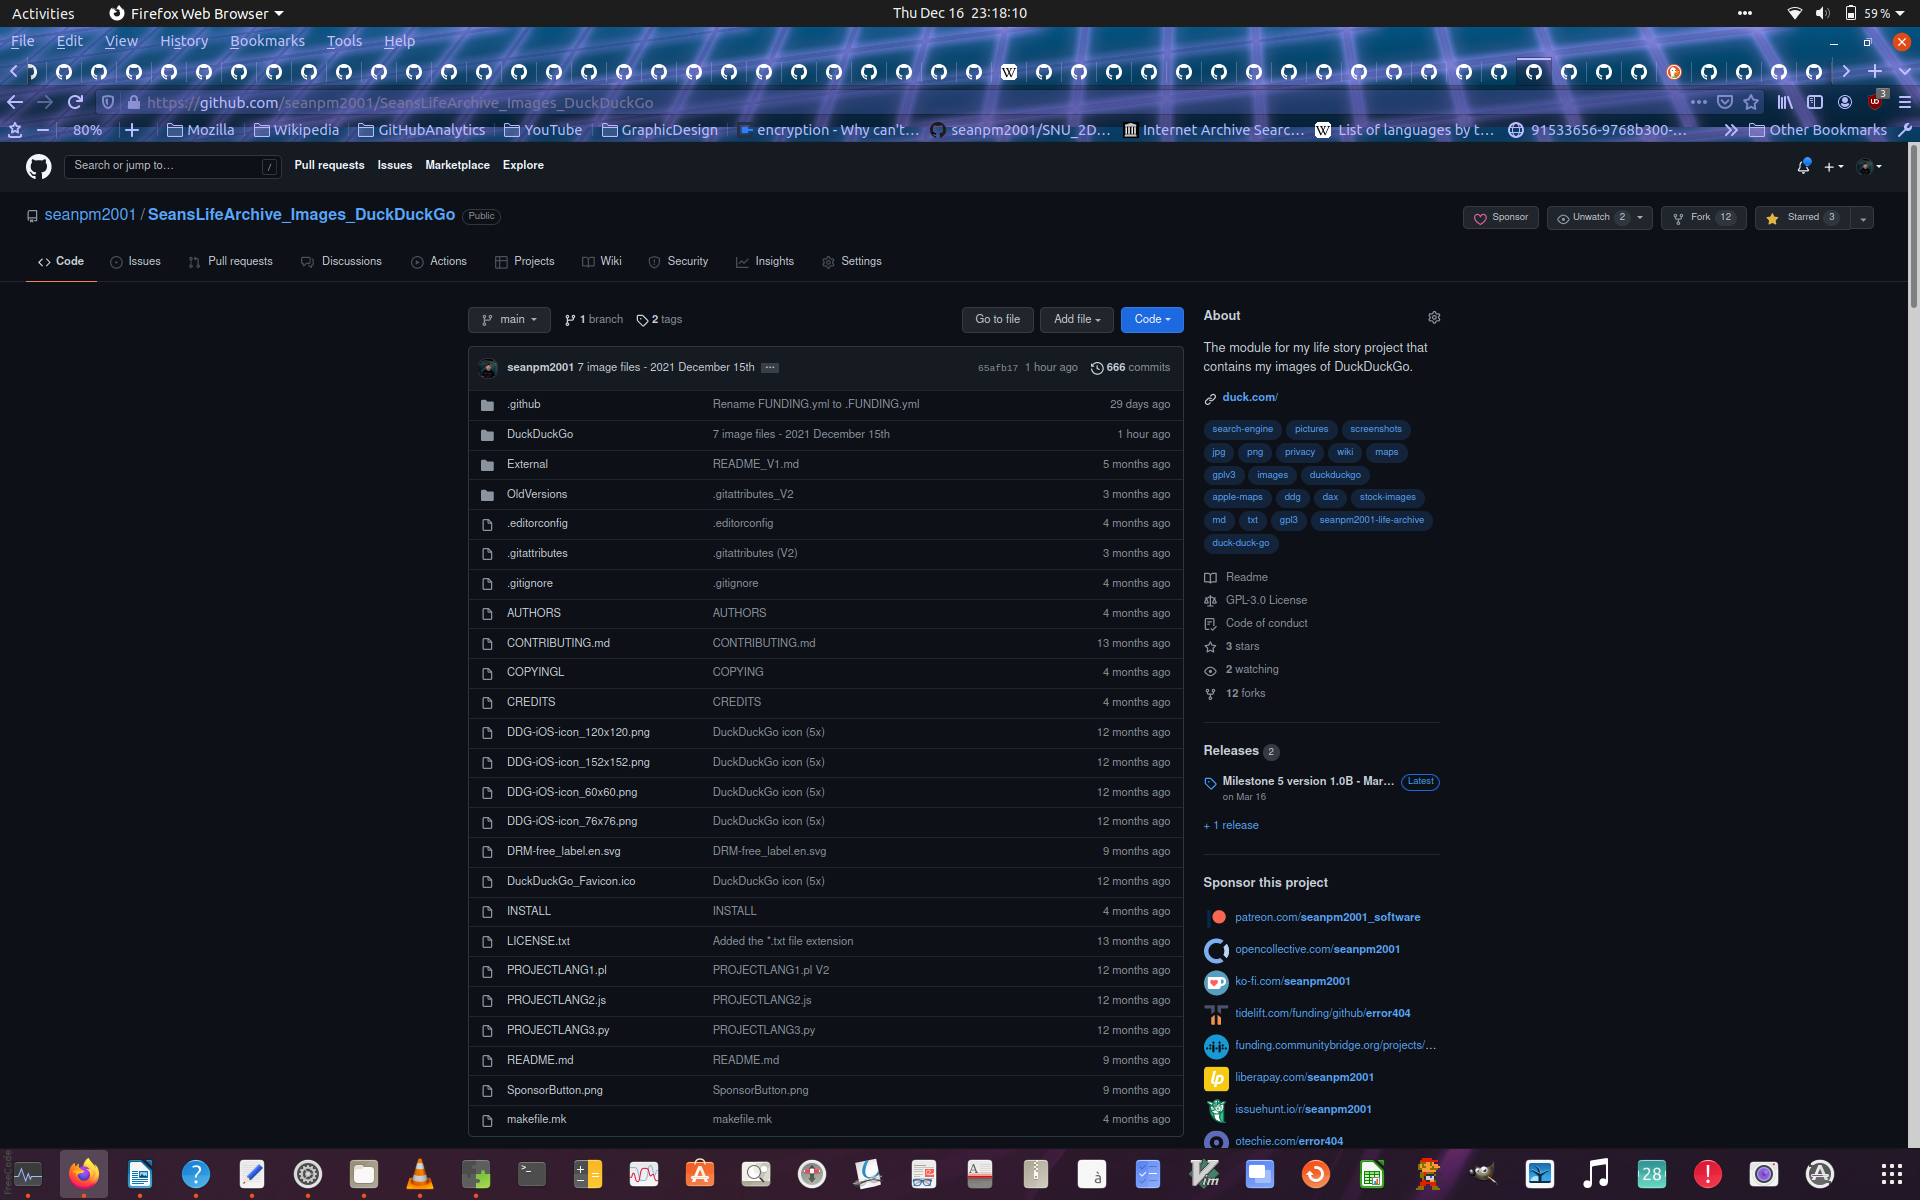 Activities Firefox Web Browser Thu Dec 16 23:18:10 59 %
File Edit View History Bookmarks Tools Help
https://github.com/seanpm2001/SeansLifeArchive_Images_DuckDuckGo 3
80% Mozilla Wikipedia GitHubAnalytics YouTube GraphicDesign encryption - Why can't… seanpm2001/SNU_2D… Internet Archive Searc… List of languages by t… 91533656-9768b300-… Other Bookmarks
Search or jump to… / Pull requests Issues Marketplace Explore
seanpm2001 / SeansLifeArchive_Images_DuckDuckGo Public Sponsor Unwatch 2 Fork 12 Starred 3
Code Issues Pull requests Discussions Actions Projects Wiki Security Insights Settings
main 1 branch 2 tags Go to file Add file Code
seanpm2001 7 image files - 2021 December 15th ··· 65afb17 1 hour ago 666 commits
.github Rename FUNDING.yml to .FUNDING.yml 29 days ago
DuckDuckGo 7 image files - 2021 December 15th 1 hour ago
External README_V1.md 5 months ago
OldVersions .gitattributes_V2 3 months ago
.editorconfig .editorconfig 4 months ago
.gitattributes .gitattributes (V2) 3 months ago
.gitignore .gitignore 4 months ago
AUTHORS AUTHORS 4 months ago
CONTRIBUTING.md CONTRIBUTING.md 13 months ago
COPYINGL COPYING 4 months ago
CREDITS CREDITS 4 months ago
DDG-iOS-icon_120x120.png DuckDuckGo icon (5x) 12 months ago
DDG-iOS-icon_152x152.png DuckDuckGo icon (5x) 12 months ago
DDG-iOS-icon_60x60.png DuckDuckGo icon (5x) 12 months ago
DDG-iOS-icon_76x76.png DuckDuckGo icon (5x) 12 months ago
DRM-free_label.en.svg DRM-free_label.en.svg 9 months ago
DuckDuckGo_Favicon.ico DuckDuckGo icon (5x) 12 months ago
INSTALL INSTALL 4 months ago
LICENSE.txt Added the *.txt file extension 13 months ago
PROJECTLANG1.pl PROJECTLANG1.pl V2 12 months ago
PROJECTLANG2.js PROJECTLANG2.js 12 months ago
PROJECTLANG3.py PROJECTLANG3.py 12 months ago
README.md README.md 9 months ago
SponsorButton.png SponsorButton.png 9 months ago
makefile.mk makefile.mk 4 months ago
About
The module for my life story project that
contains my images of DuckDuckGo.
duck.com/
search-engine pictures screenshots
jpg png privacy wiki maps
gplv3 images duckduckgo
apple-maps ddg dax stock-images
md txt gpl3 seanpm2001-life-archive
duck-duck-go
Readme
GPL-3.0 License
Code of conduct
3 stars
2 watching
12 forks
Releases 2
Milestone 5 version 1.0B - Mar… Latest
on Mar 16
+ 1 release
Sponsor this project
patreon.com/seanpm2001_software
opencollective.com/seanpm2001
ko-fi.com/seanpm2001
tidelift.com/funding/github/error404
funding.communitybridge.org/projects/…
liberapay.com/seanpm2001
issuehunt.io/r/seanpm2001
otechie.com/error404
28